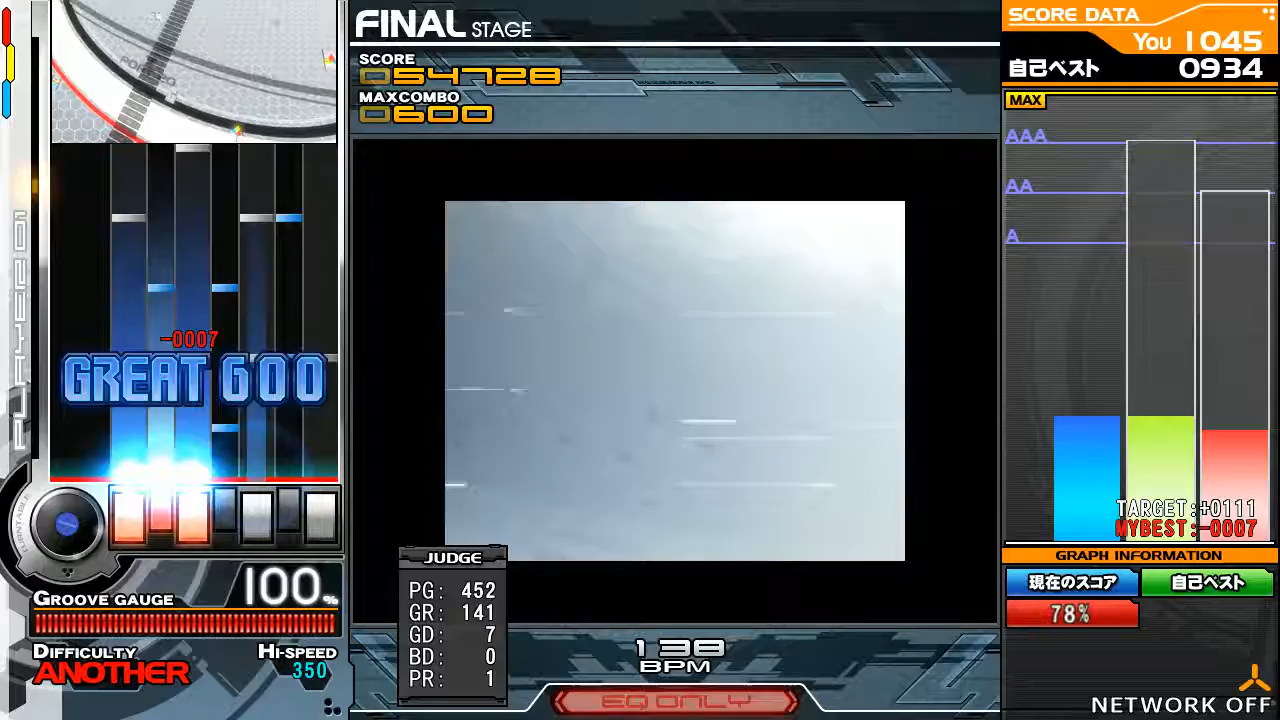 FINAL STAGE
SCORE
054728
MAXCOMBO
0600
-0007
GREAT 600
100%
GROOVE GAUGE
DIFFICULTY
ANOTHER
HI-SPEED
350
JUDGE
PG: 452
GR: 141
GD: 7
BD: 0
PR: 1
138
BPM
EQ ONLY
SCORE DATA
YOU 1045
自己ベスト 0934
MAX
AAA
AA
A
TARGET:+0111
MYBEST:-0007
GRAPH INFORMATION
現在のスコア
自己ベスト
78%
NETWORK OFF